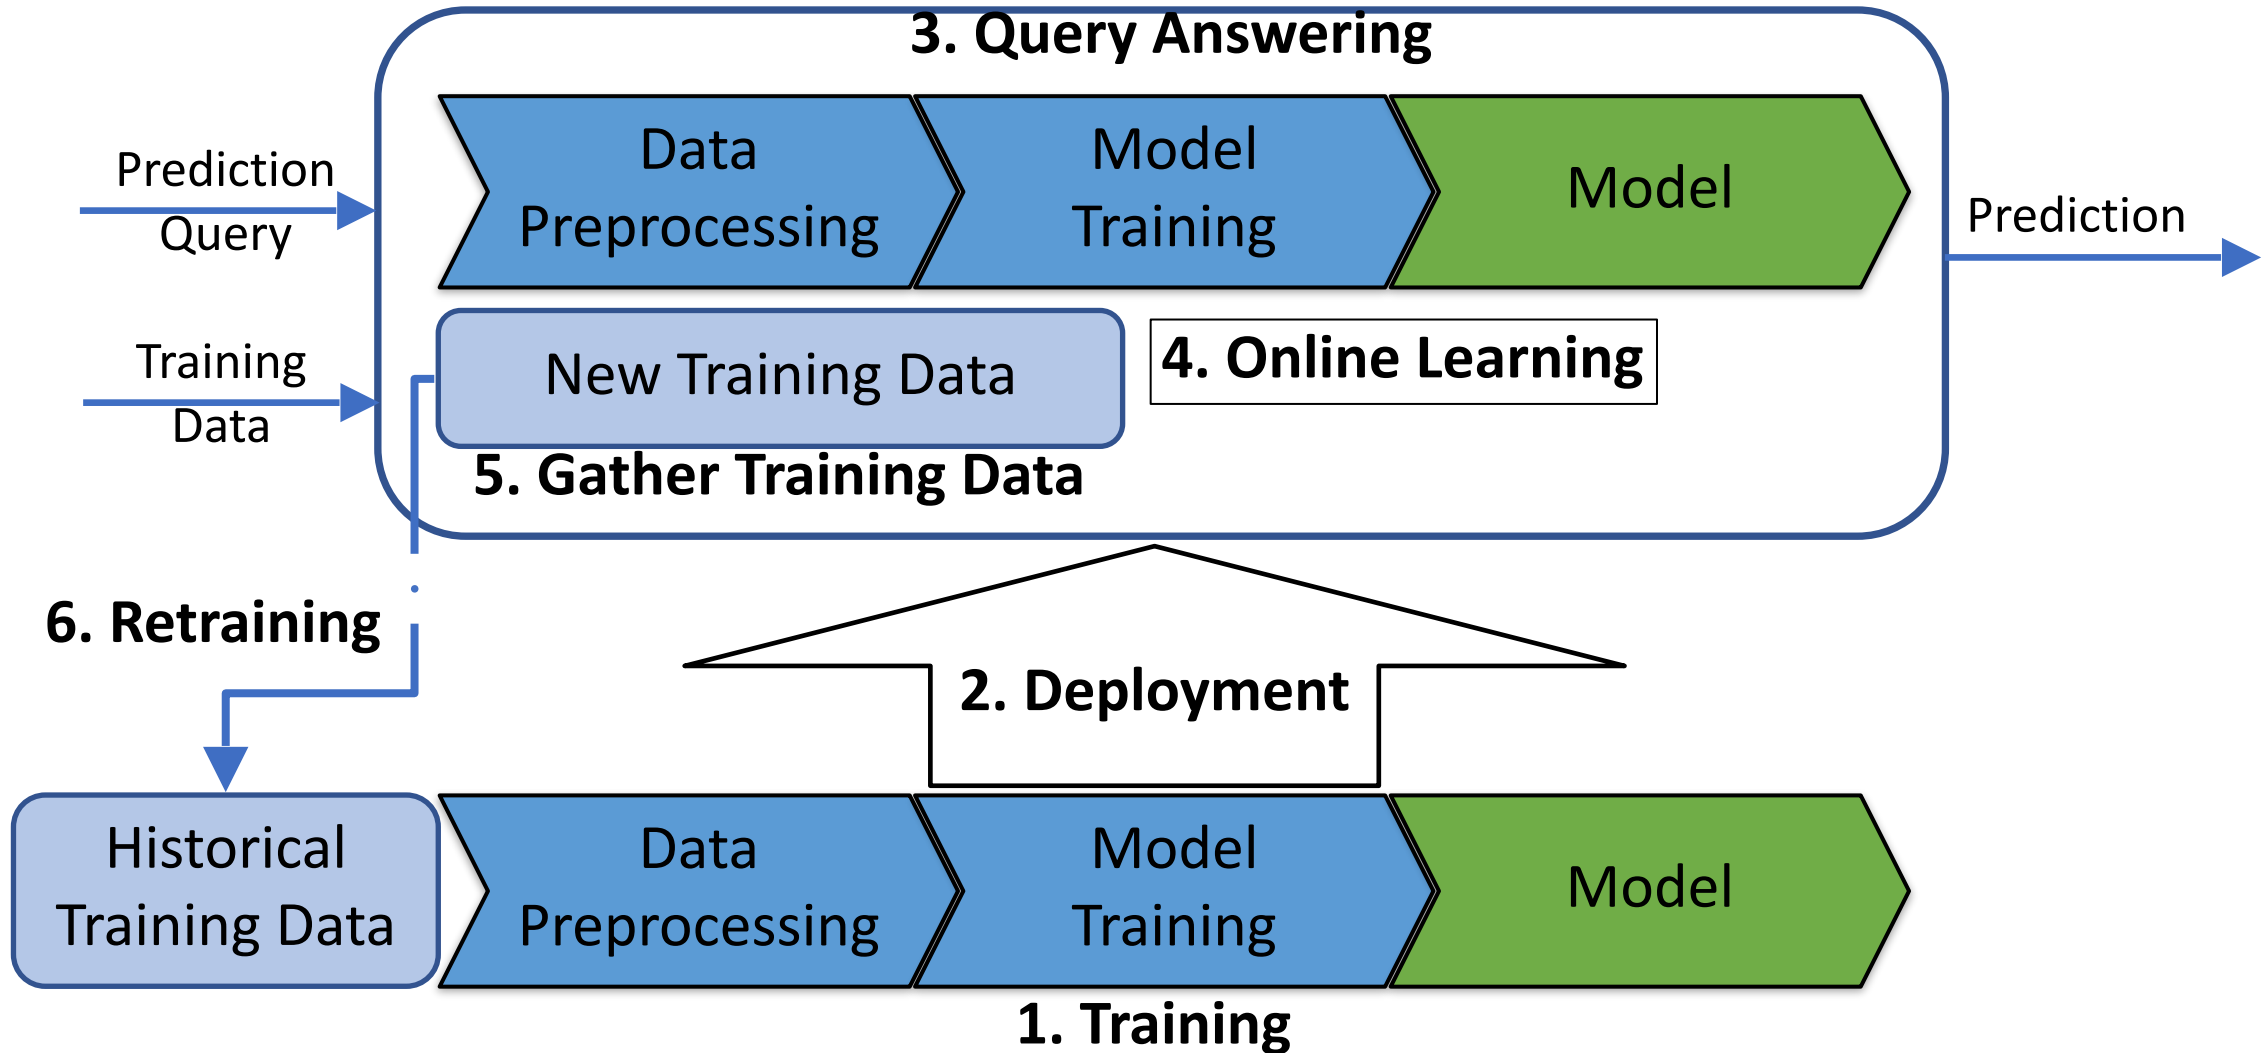 3. Query Answering
Data
Preprocessing
Model
Training
Model
Prediction
Query
Prediction
Training
Data
New Training Data
4. Online Learning
5. Gather Training Data
6. Retraining
2. Deployment
Historical
Training Data
Data
Preprocessing
Model
Training
Model
1. Training